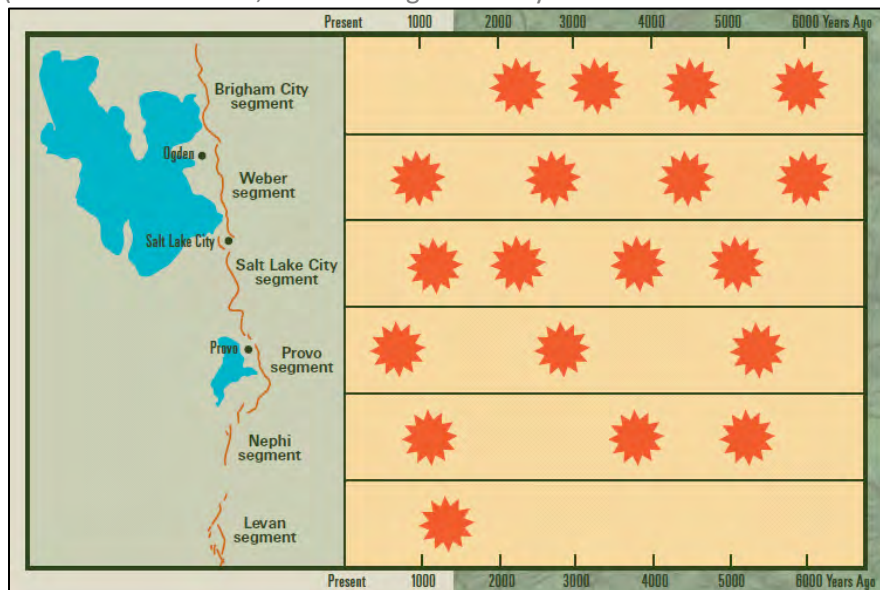 Present 1000 2000 3000 4000 5000 6000 Years Ago
Brigham City
segment
Ogden
Weber
segment
Salt Lake City
Salt Lake City
segment
Provo
Provo
segment
Nephi
segment
Levan
segment
Present 1000 2000 3000 4000 5000 6000 Years Ago